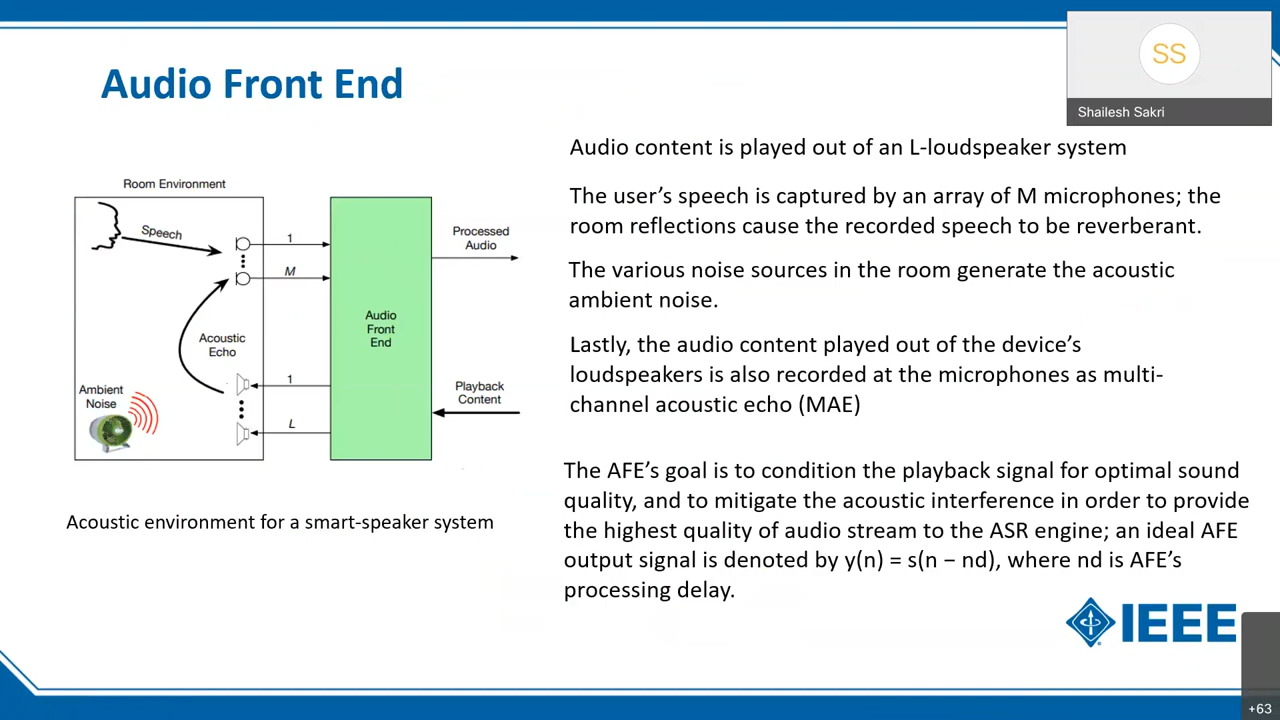 Audio Front End
SS
Shailesh Sakri
Room Environment
Speech
1
M
Acoustic
Echo
Ambient
Noise
1
L
Audio
Front
End
Processed
Audio
Playback
Content
Acoustic environment for a smart-speaker system
Audio content is played out of an L-loudspeaker system
The user’s speech is captured by an array of M microphones; the
room reflections cause the recorded speech to be reverberant.
The various noise sources in the room generate the acoustic
ambient noise.
Lastly, the audio content played out of the device’s
loudspeakers is also recorded at the microphones as multi-
channel acoustic echo (MAE)
The AFE’s goal is to condition the playback signal for optimal sound
quality, and to mitigate the acoustic interference in order to provide
the highest quality of audio stream to the ASR engine; an ideal AFE
output signal is denoted by y(n) = s(n − nd), where nd is AFE’s
processing delay.
IEEE
+63